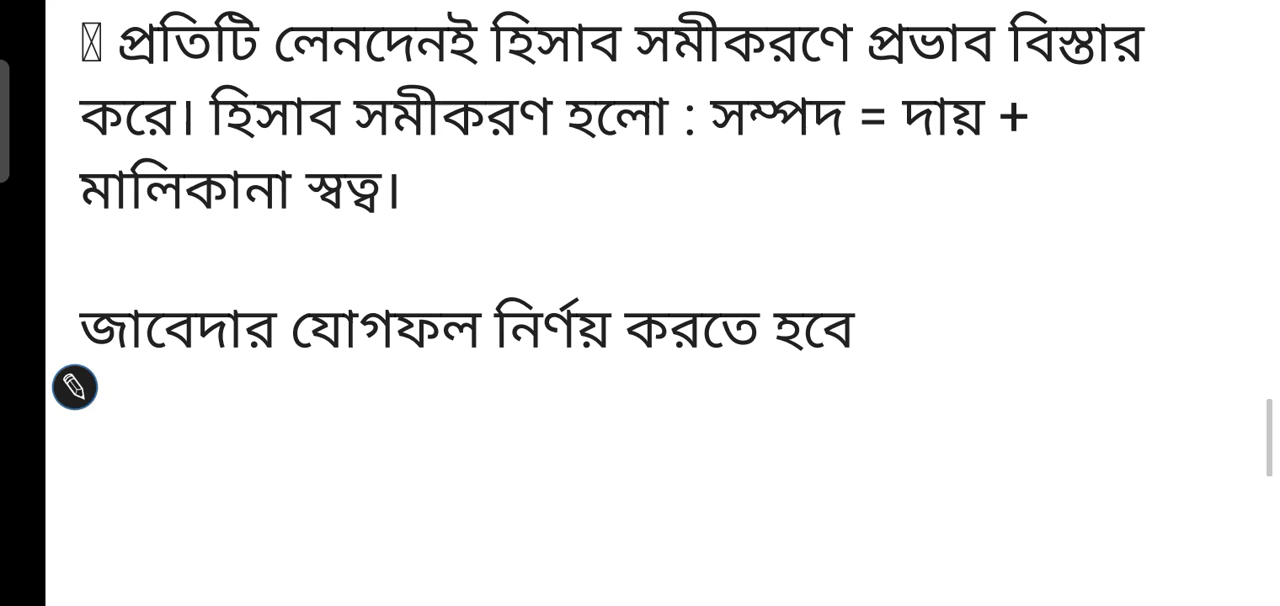 প্রতিটি লেনদেনই হিসাব সমীকরণে প্রভাব বিস্তার
করে। হিসাব সমীকরণ হলো : সম্পদ = দায় +
মালিকানা স্বত্ব।
জাবেদার যোগফল নির্ণয় করতে হবে